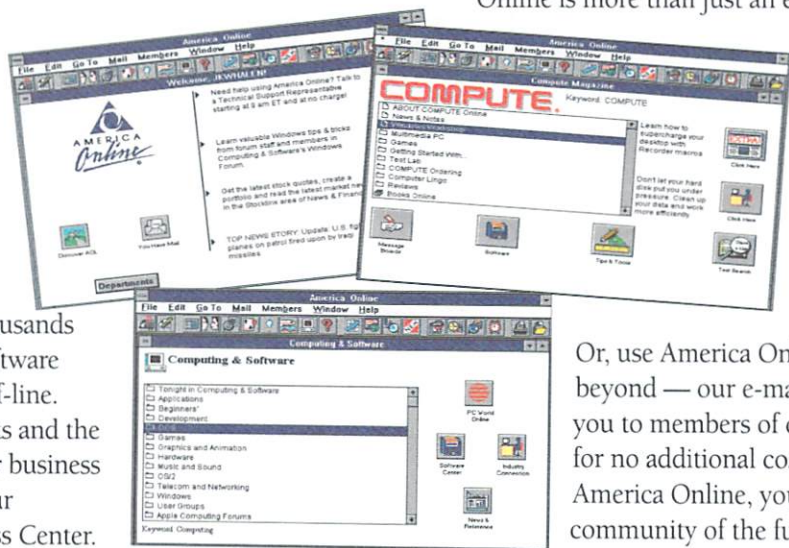 Online is more than just an e
America Online
File Edit Go To Mail Members Window Help
Welcome, JKWHALEN!
AMERICA
Online
Need help using America Online? Talk to
a Technical Support Representative
starting at 9 am ET and at no charge!
Learn valuable Windows tips & tricks
from forum staff and members in
Computing & Software's Windows
Forum.
Get the latest stock quotes, create a
portfolio and read the latest market new
in the Stocklink area of News & Financ
TOP NEWS STORY: Update: U.S. fig
planes on patrol fired upon by Iraqi
missiles
Discover AOL
You Have Mail
Departments
America Online
File Edit Go To Mail Members Window Help
Compute Magazine
COMPUTE.
Keyword: COMPUTE
ABOUT COMPUTE Online
News & Notes
Windows Workshop
Multimedia PC
Games
Getting Started With...
Test Lab
COMPUTE Ordering
Computer Lingo
Reviews
Books Online
Learn how to
supercharge your
desktop with
Recorder macros
Don't let your hard
disk put you under
pressure. Clean up
your data and work
more efficiently
EXTRA!
Click Here
Click Here
Message
Boards
Software
Tips & Tricks
Text Search
America Online
File Edit Go To Mail Members Window Help
Computing & Software
Computing & Software
Tonight in Computing & Software
Applications
Beginners'
Development
DOS
Games
Graphics and Animation
Hardware
Music and Sound
OS/2
Telecom and Networking
Windows
User Groups
Apple Computing Forums
Keyword: Computing
PC World
Online
Software
Center
Industry
Connection
News &
Reference
usands
ftware
f-line.
s and the
r business
ur
ss Center.
Or, use America On
beyond — our e-ma
you to members of o
for no additional co
America Online, you
community of the fu